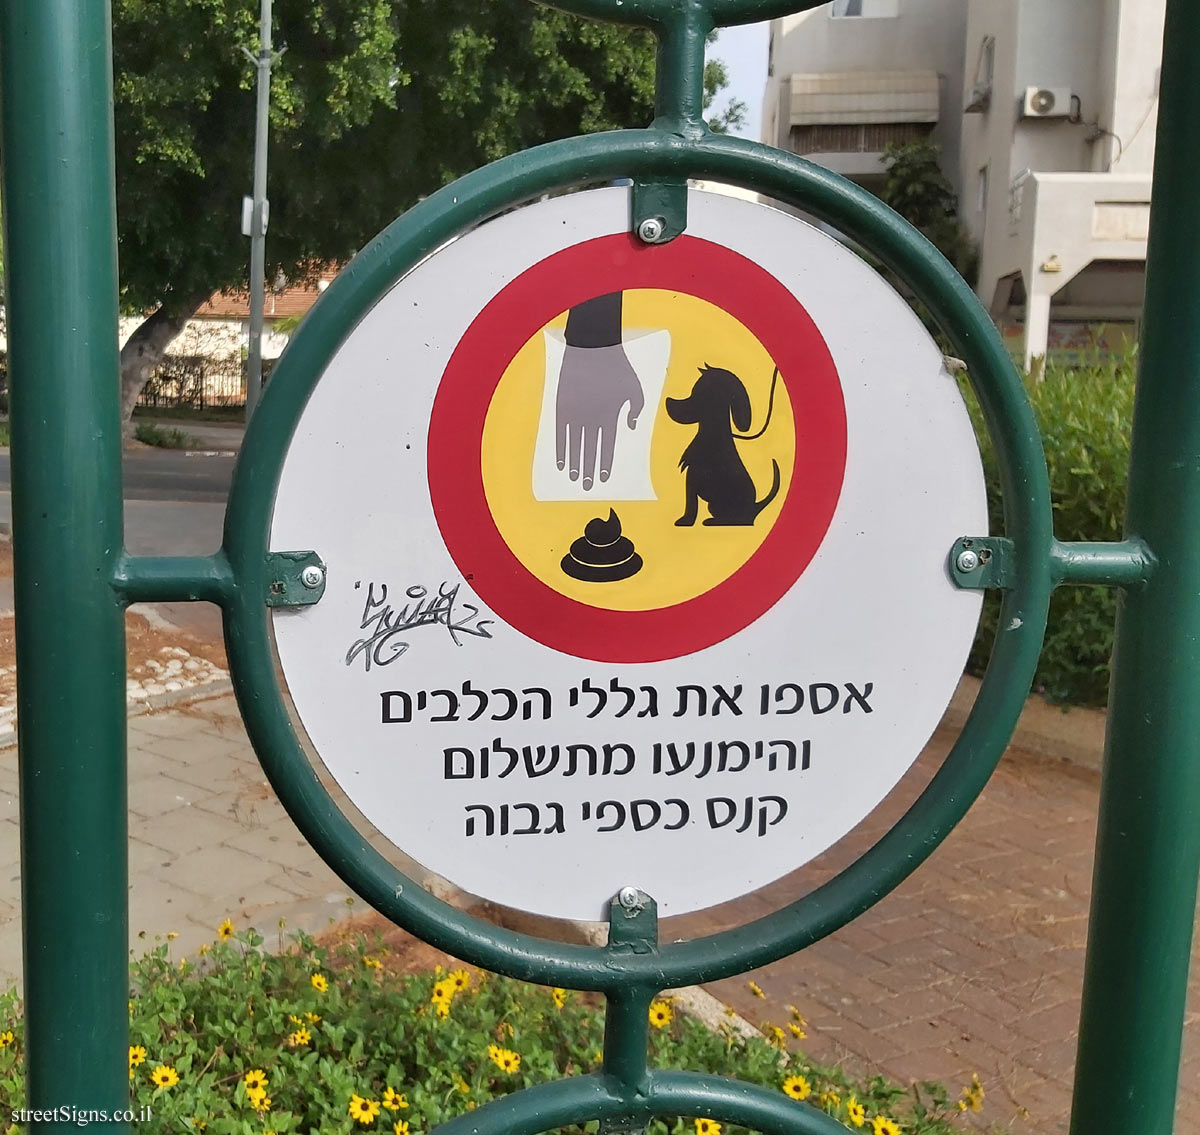 אספו את גללי הכלבים
והימנעו מתשלום
קנס כספי גבוה
streetSigns.co.il